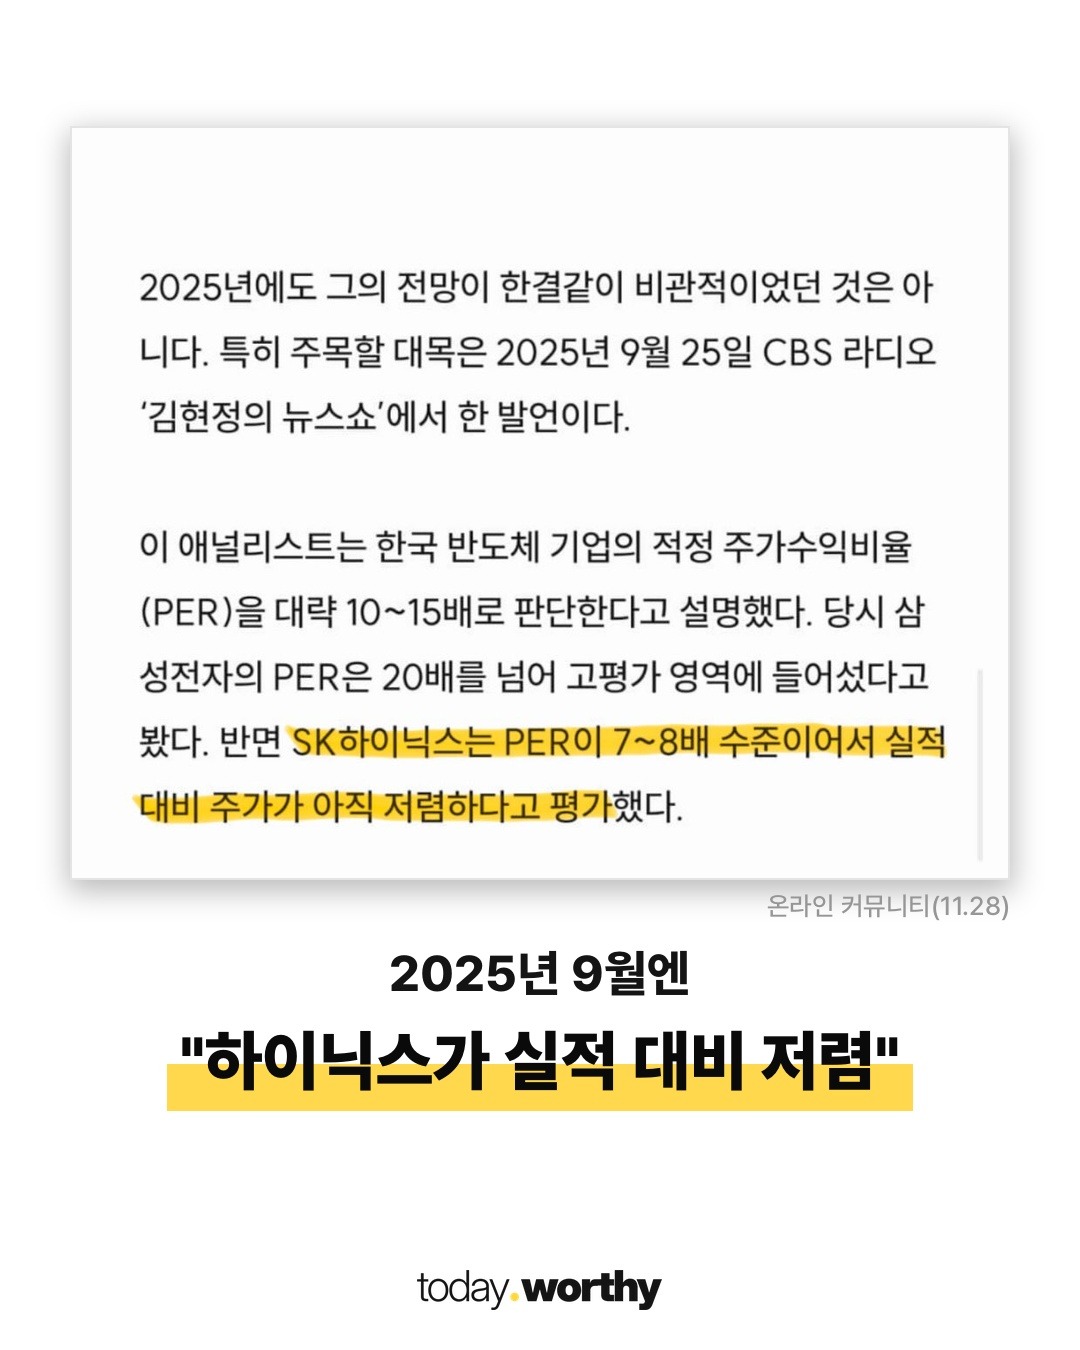 2025년에도 그의 전망이 한결같이 비관적이었던 것은 아
니다. 특히 주목할 대목은 2025년 9월 25일 CBS 라디오
‘김현정의 뉴스쇼’에서 한 발언이다.
이 애널리스트는 한국 반도체 기업의 적정 주가수익비율
(PER)을 대략 10~15배로 판단한다고 설명했다. 당시 삼
성전자의 PER은 20배를 넘어 고평가 영역에 들어섰다고
봤다. 반면 SK하이닉스는 PER이 7~8배 수준이어서 실적
대비 주가가 아직 저렴하다고 평가했다.
온라인 커뮤니티(11.28)
2025년 9월엔
"하이닉스가 실적 대비 저렴"
today.worthy